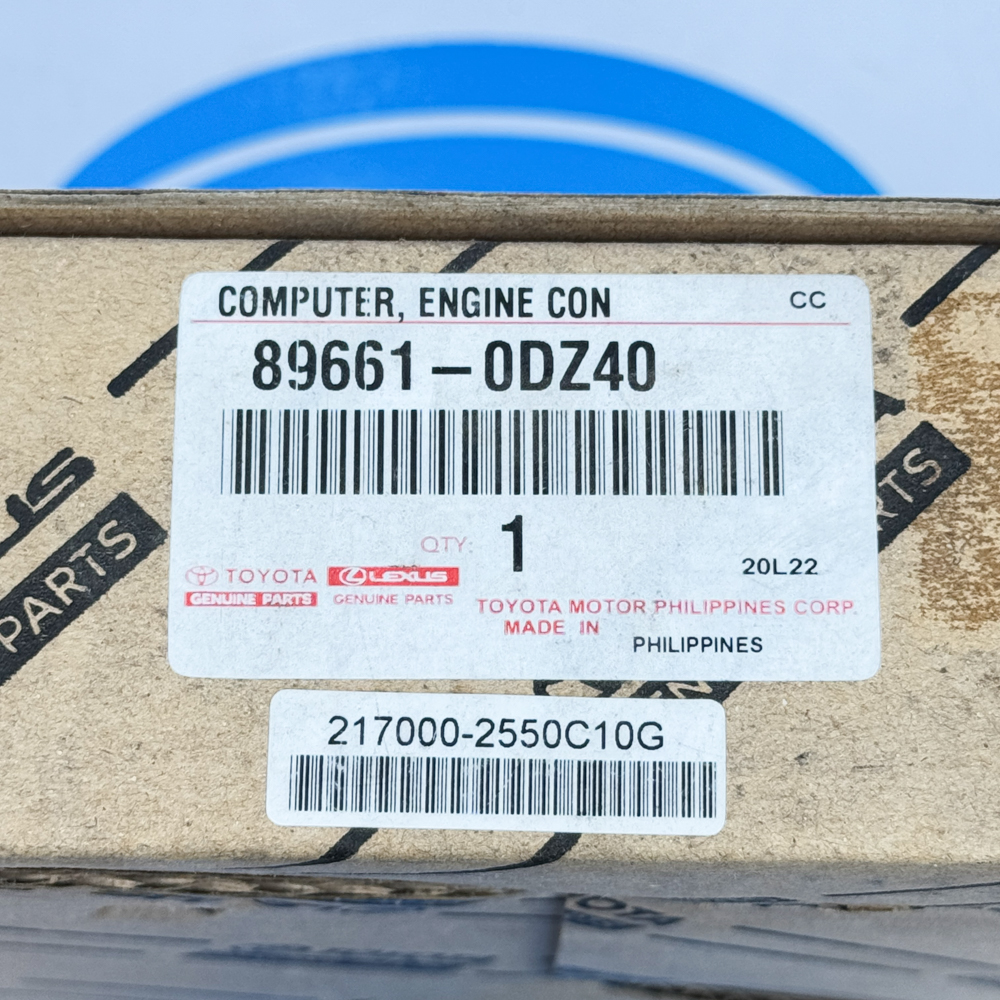 COMPUTER, ENGINE CON
CC
89661-0DZ40
QTY: 1
20L22
TOYOTA
LEXUS
GENUINE PARTS
GENUINE PARTS
TOYOTA MOTOR PHILIPPINES CORP.
MADE IN
PHILIPPINES
PARTS
RTS
217000-2550C10G